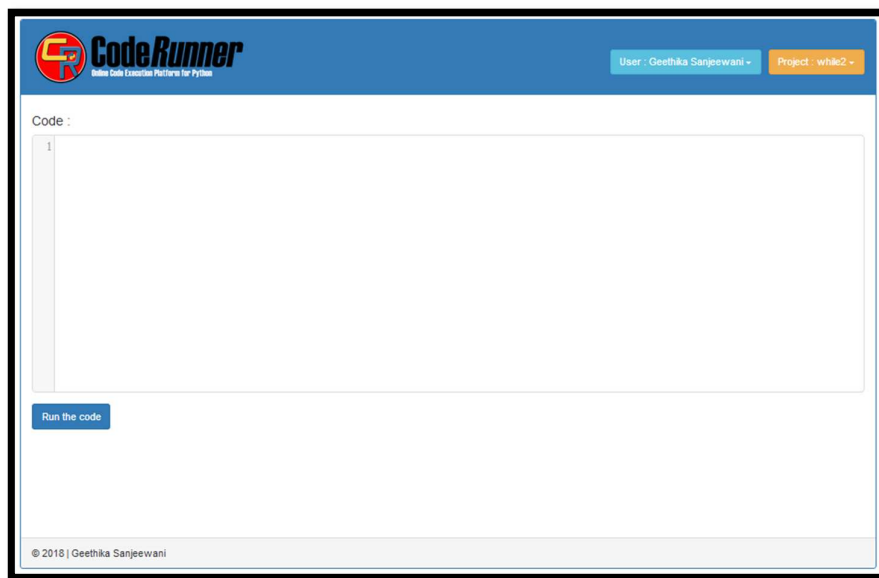 CR CodeRunner
Online Code Execution Platform for Python
User : Geethika Sanjeewani
Project : while2
Code :
1
Run the code
© 2018 | Geethika Sanjeewani